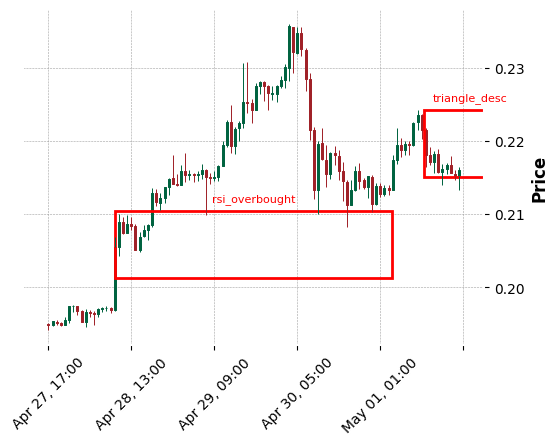 triangle_desc
rsi_overbought
0.23
0.22
0.21
0.20
Price
Apr 27, 17:00
Apr 28, 13:00
Apr 29, 09:00
Apr 30, 05:00
May 01, 01:00